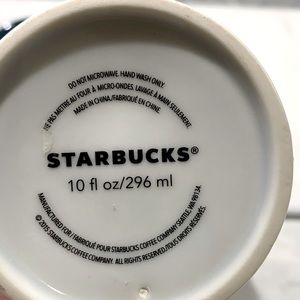 DO NOT MICROWAVE. HAND WASH ONLY.
NE PAS METTRE AU FOUR À MICRO-ONDES. LAVAGE À MAIN SEULEMENT.
MADE IN CHINA/FABRIQUÉ EN CHINE.
STARBUCKS®
10 fl oz/296 ml
MANUFACTURED FOR / FABRIQUÉ POUR STARBUCKS COFFEE COMPANY SEATTLE, WA 98134.
© 2015 STARBUCKS COFFEE COMPANY. ALL RIGHTS RESERVED./TOUS DROITS RÉSERVÉS.